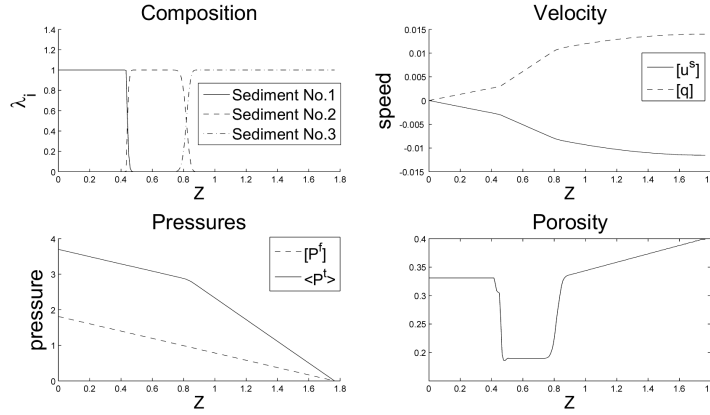 Composition
1.4
1.2
1
0.8
0.6
0.4
0.2
0
λi
0 0.2 0.4 0.6 0.8 1 1.2 1.4 1.6 1.8
Z
Sediment No.1
Sediment No.2
Sediment No.3
Velocity
0.015
0.01
0.005
0
-0.005
-0.01
-0.015
speed
0 0.2 0.4 0.6 0.8 1 1.2 1.4 1.6 1.8
Z
[u^s]
[q]
Pressures
4
3
2
1
0
pressure
0 0.2 0.4 0.6 0.8 1 1.2 1.4 1.6 1.8
Z
[P^f]
<P^t>
Porosity
0.4
0.35
0.3
0.25
0.2
0 0.2 0.4 0.6 0.8 1 1.2 1.4 1.6 1.8
Z